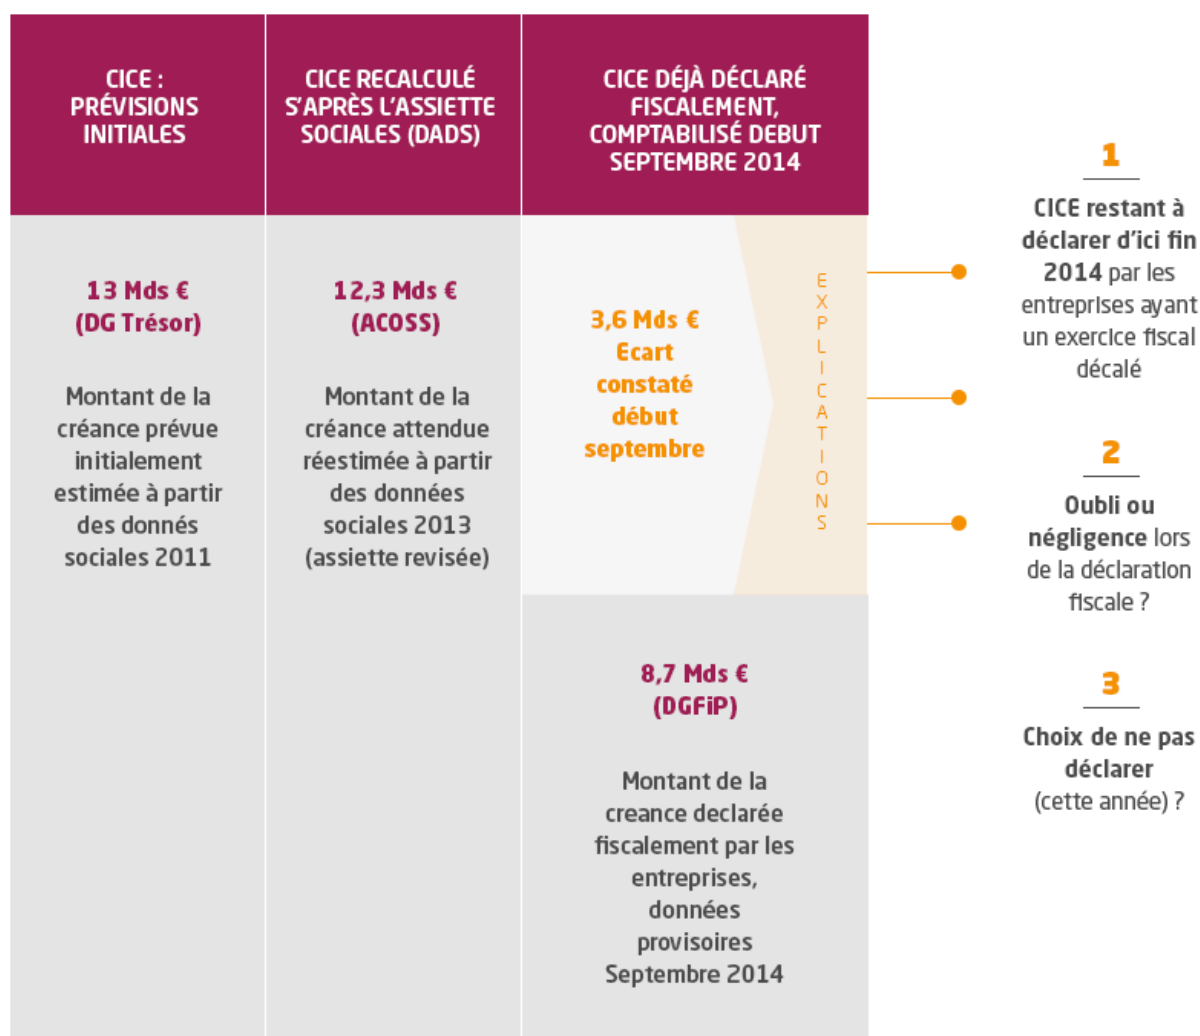 CICE :
PRÉVISIONS
INITIALES
CICE RECALCULÉ
S'APRÈS L'ASSIETTE
SOCIALES (DADS)
CICE DÉJÀ DÉCLARÉ
FISCALEMENT,
COMPTABILISÉ DEBUT
SEPTEMBRE 2014
13 Mds €
(DG Trésor)
Montant de la
créance prévue
initialement
estimée à partir
des donnés
sociales 2011
12,3 Mds €
(ACOSS)
Montant de la
créance attendue
réestimée à partir
des données
sociales 2013
(assiette revisée)
3,6 Mds €
Ecart
constaté
début
septembre
EXPLICATIONS
8,7 Mds €
(DGFiP)
Montant de la
creance declarée
fiscalement par les
entreprises,
données
provisoires
Septembre 2014
1
CICE restant à
déclarer d'ici fin
2014 par les
entreprises ayant
un exercice fiscal
décalé
2
Oubli ou
négligence lors
de la déclaration
fiscale ?
3
Choix de ne pas
déclarer
(cette année) ?